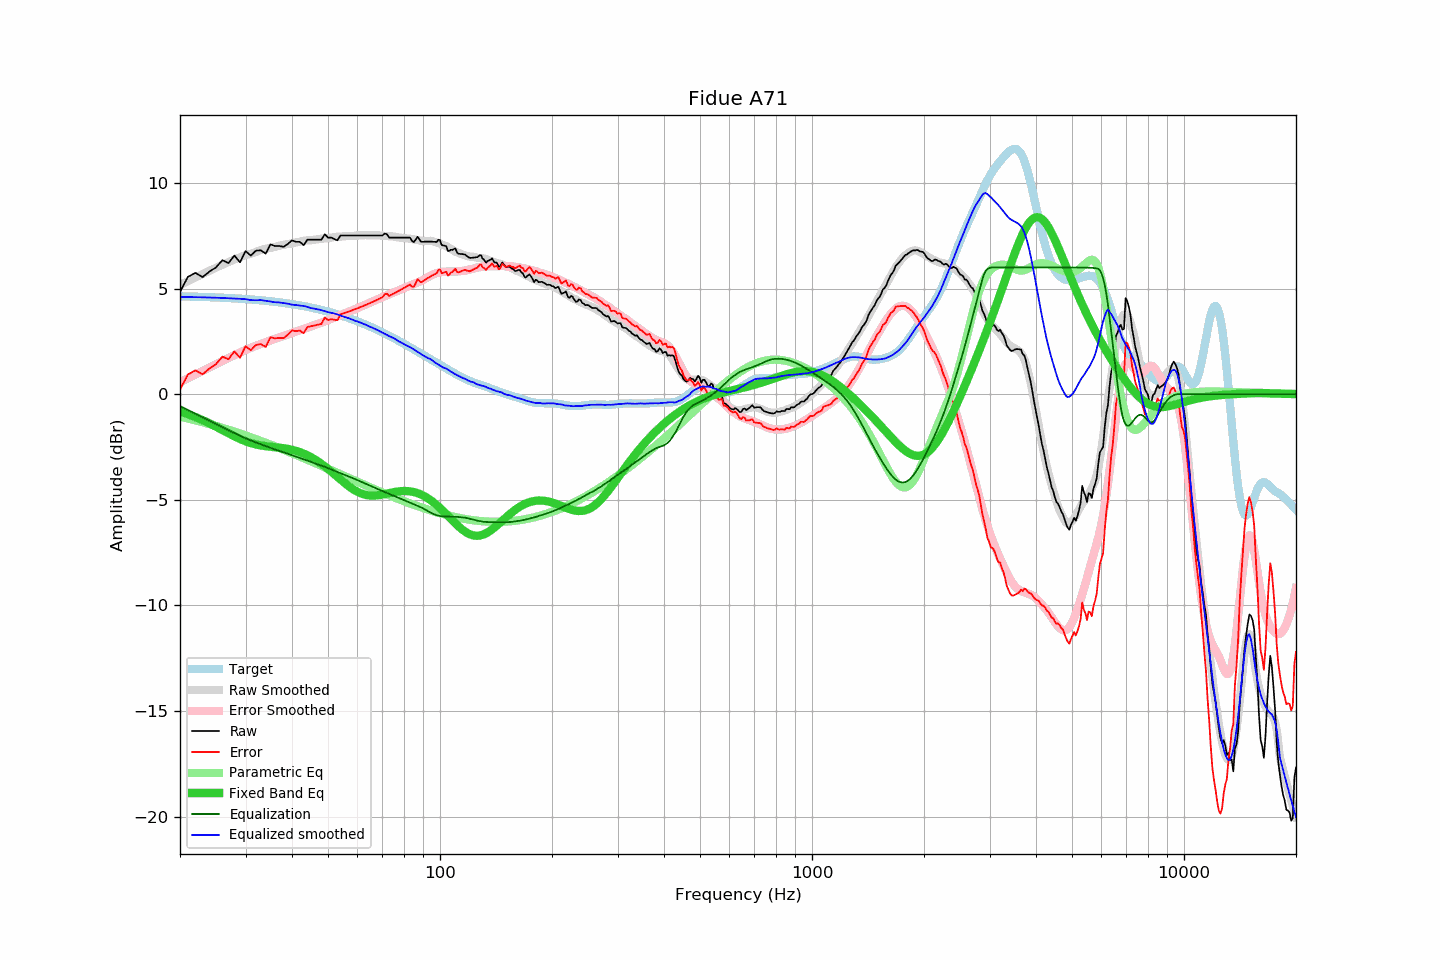 Fidue A71
10
5
0
−5
−10
−15
−20
Amplitude (dBr)
Target
Raw Smoothed
Error Smoothed
Raw
Error
Parametric Eq
Fixed Band Eq
Equalization
Equalized smoothed
100
1000
10000
Frequency (Hz)